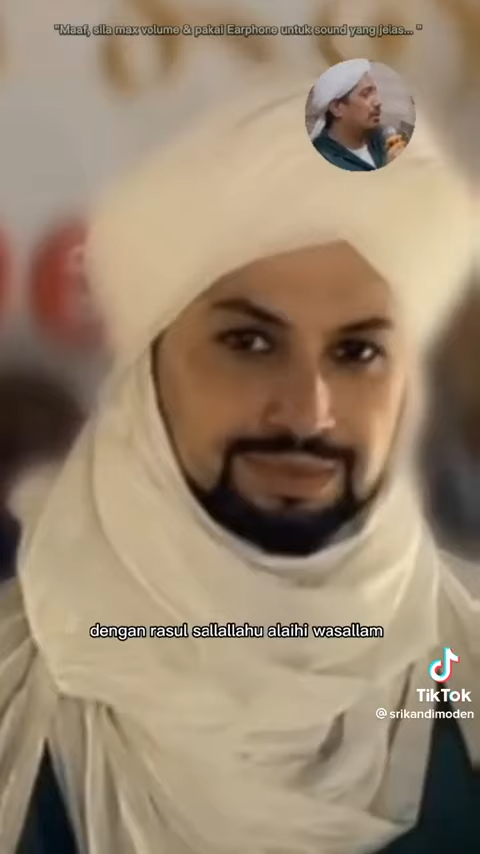 "Maaf, sila max volume & pakai Earphone untuk sound yang jelas... "
dengan rasul sallallahu alaihi wasallam
TikTok
@srikandimoden